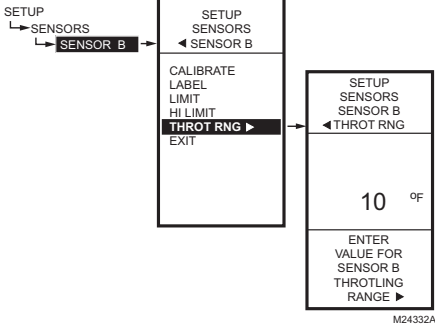 SETUP
SENSORS
SENSOR B
SETUP
SENSORS
◀ SENSOR B
CALIBRATE
LABEL
LIMIT
HI LIMIT
THROT RNG ▶
EXIT
SETUP
SENSORS
SENSOR B
◀ THROT RNG
10 °F
ENTER
VALUE FOR
SENSOR B
THROTLING
RANGE ▶
M24332A